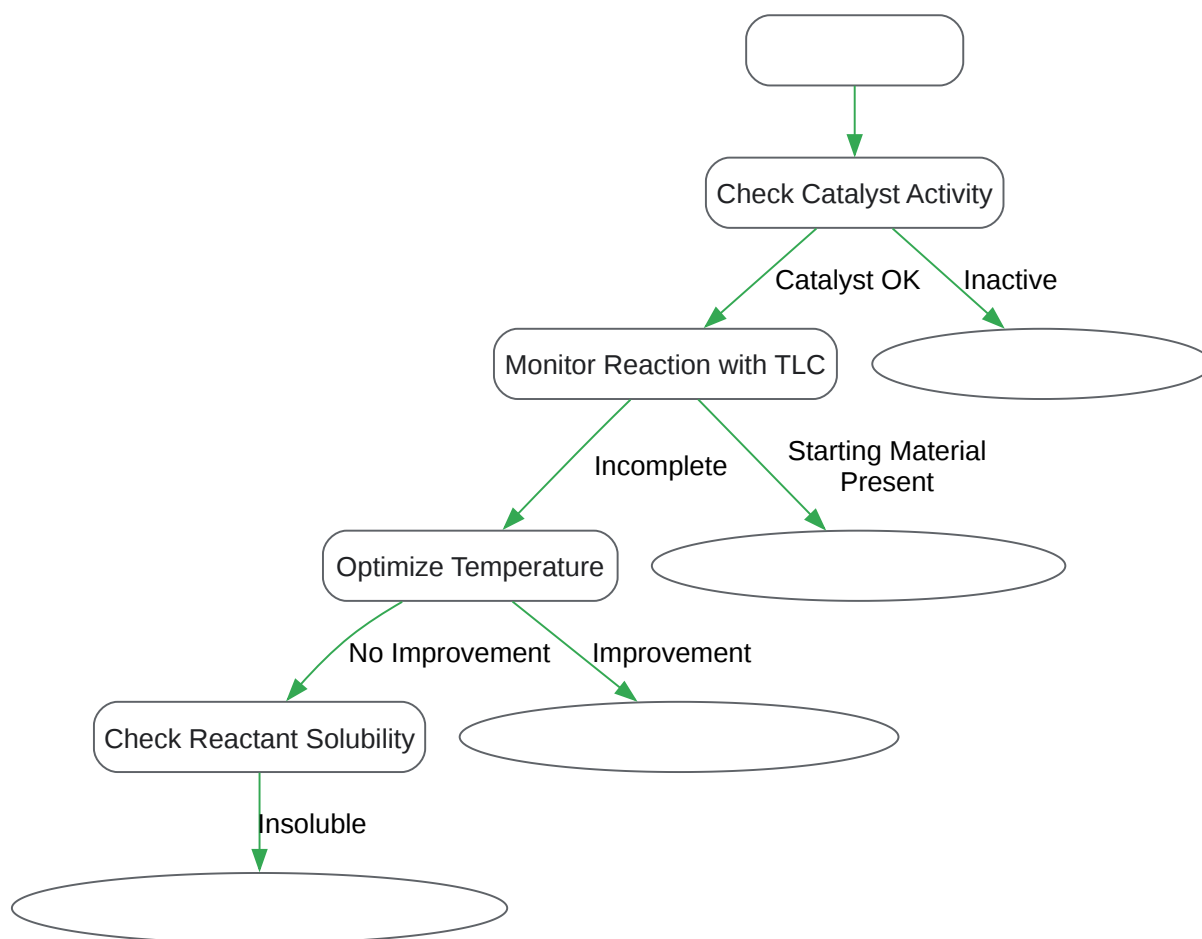 Check Catalyst Activity
Catalyst OK
Inactive
Monitor Reaction with TLC
Incomplete
Starting Material
Present
Optimize Temperature
No Improvement
Improvement
Check Reactant Solubility
Insoluble